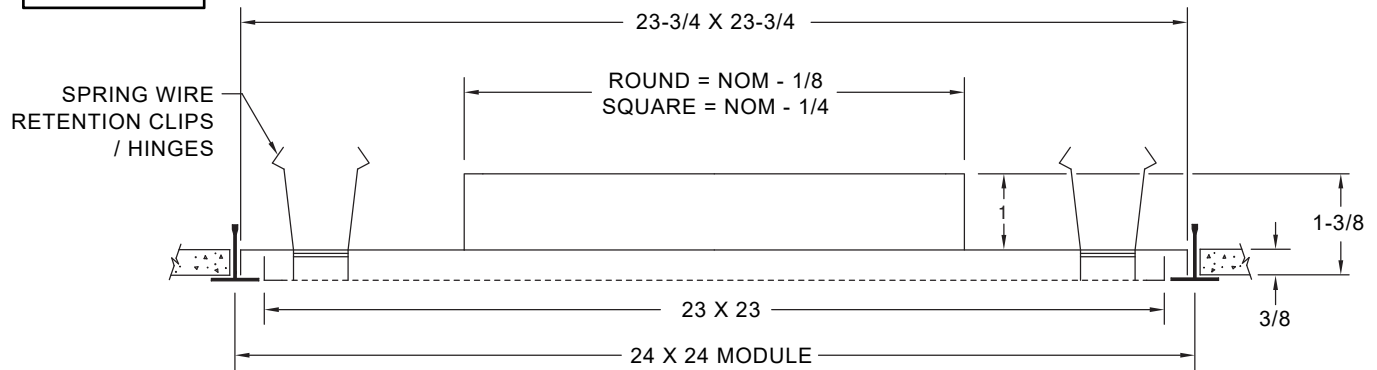 23-3/4 X 23-3/4
ROUND = NOM - 1/8
SQUARE = NOM - 1/4
SPRING WIRE
RETENTION CLIPS
/ HINGES
1
1-3/8
3/8
23 X 23
24 X 24 MODULE